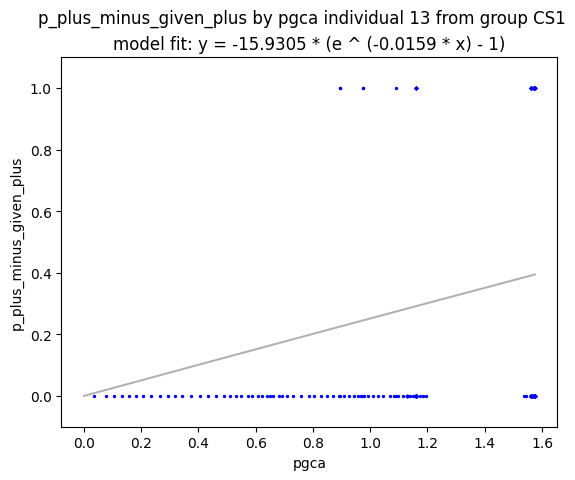 p_plus_minus_given_plus by pgca individual 13 from group CS1
model fit: y = -15.9305 * (e ^ (-0.0159 * x) - 1)
1.0
0.8
0.6
0.4
0.2
0.0
p_plus_minus_given_plus
0.0 0.2 0.4 0.6 0.8 1.0 1.2 1.4 1.6
pgca